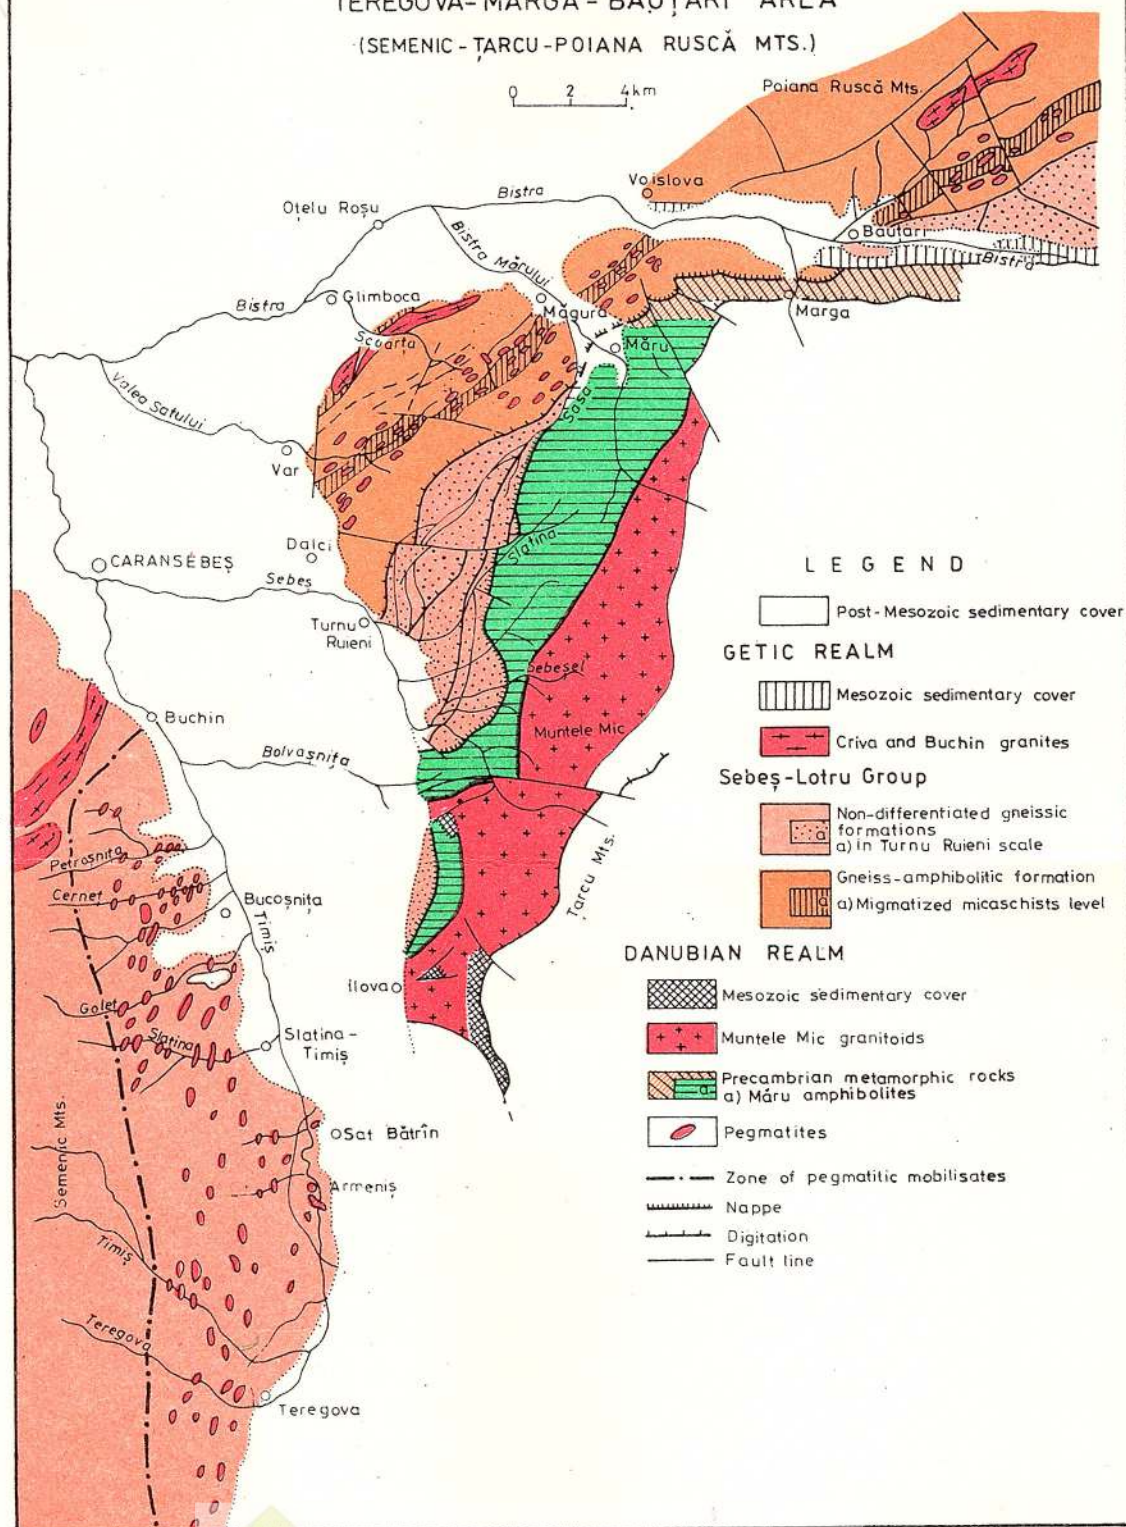 TEREGOVA-MARGA-BAUȚARI AREA
(SEMENIC-ȚARCU-POIANA RUSCĂ MTS.)
0 2 4km
Poiana Ruscă Mts.
Voislova
Bistra
Oțelu Roșu
Bistra Mărului
Băuțari
Bistra
Bistra
Glimboca
Măgura
Marga
Scoarța
Măru
Valea Satului
Sasa
Var
Slatina
Dalci
CARANSEBEȘ
Sebeș
Turnu
Ruieni
Sebeșel
Buchin
Muntele Mic
Bolvașnița
Petroșnița
Țarcu Mts.
Cerneț
Bucoșnița
Timiș
Ilova
Goleț
Slatina
Slatina-
Timiș
Sat Bătrîn
Semenic Mts.
Armeniș
Timiș
Teregova
Teregova
LEGEND
Post-Mesozoic sedimentary cover
GETIC REALM
Mesozoic sedimentary cover
Criva and Buchin granites
Sebeș-Lotru Group
Non-differentiated gneissic
formations
a) in Turnu Ruieni scale
a
Gneiss-amphibolitic formation
a) Migmatized micaschists level
a
DANUBIAN REALM
Mesozoic sedimentary cover
Muntele Mic granitoids
Precambrian metamorphic rocks
a) Măru amphibolites
a
Pegmatites
Zone of pegmatitic mobilisates
Nappe
Digitation
Fault line